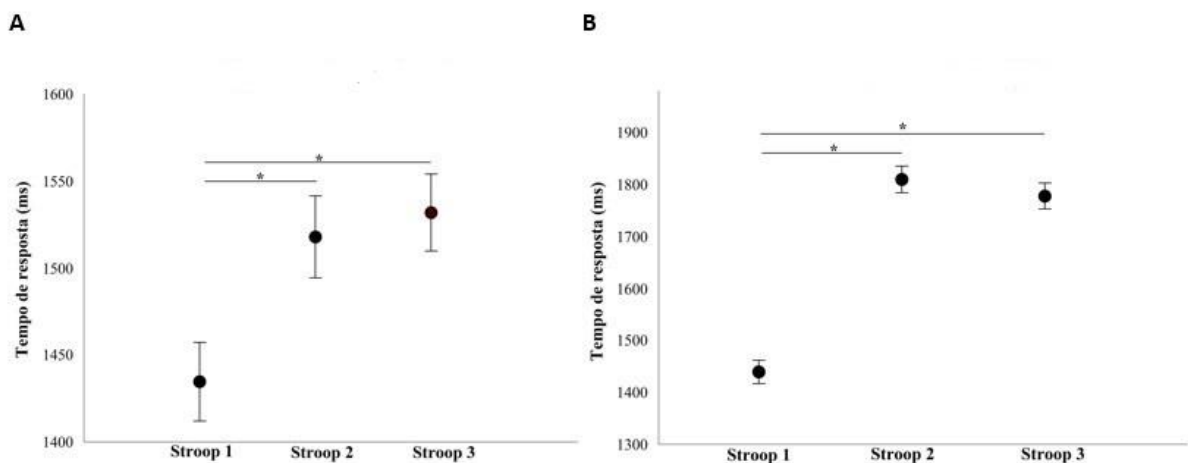 A
Tempo de resposta (ms)
1600
1550
1500
1450
1400
*
*
Stroop 1
Stroop 2
Stroop 3
B
Tempo de resposta (ms)
1900
1800
1700
1600
1500
1400
1300
*
*
Stroop 1
Stroop 2
Stroop 3